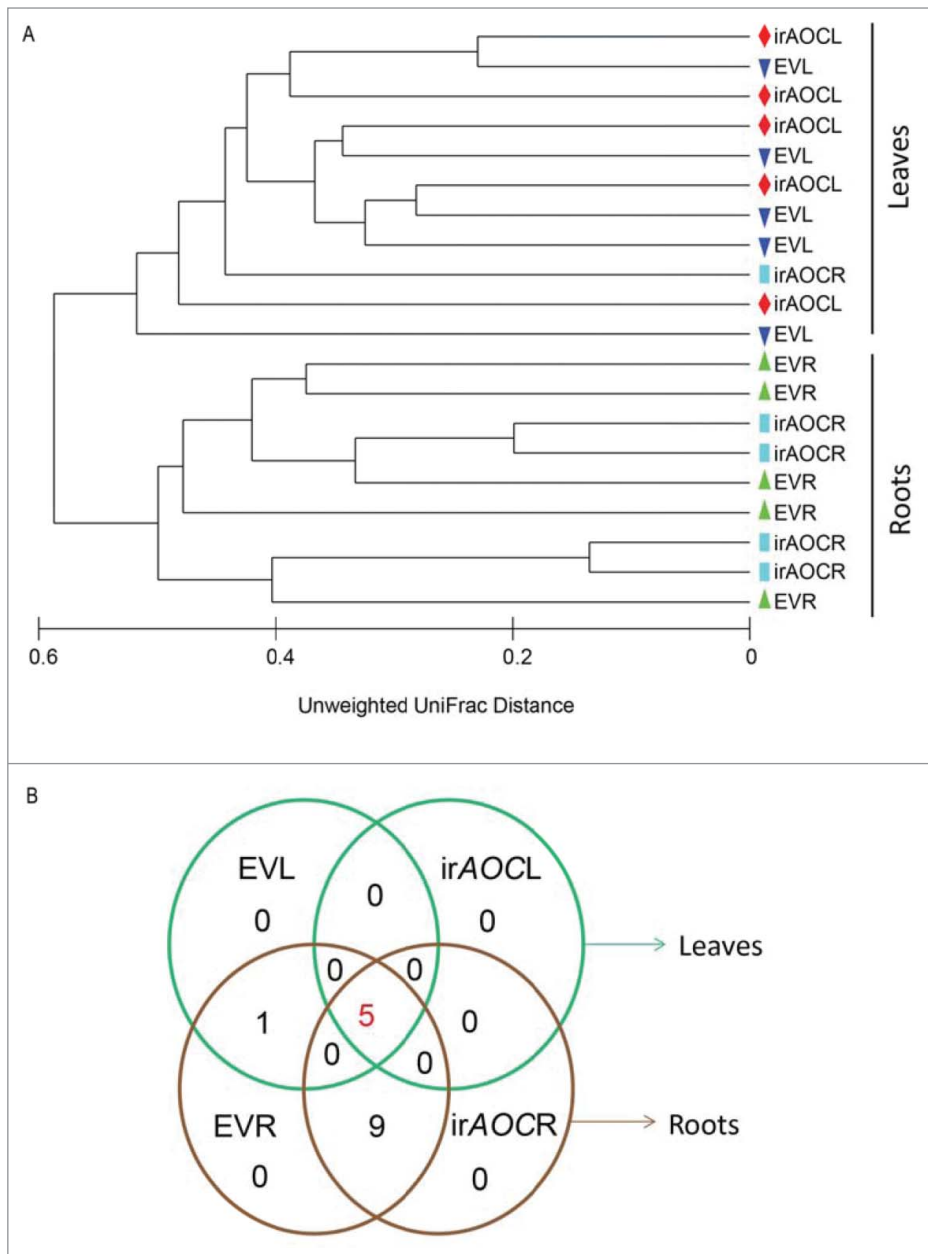 A
irAOCL
EVL
irAOCL
irAOCL
EVL
irAOCL
EVL
EVL
irAOCR
irAOCL
EVL
EVR
EVR
irAOCR
irAOCR
EVR
EVR
irAOCR
irAOCR
EVR
Leaves
Roots
0.6 0.4 0.2 0
Unweighted UniFrac Distance
B
EVL irAOCL
0 0 0
Leaves
0 0
1 5 0
0 0
EVR 9 irAOCR
Roots
0 0